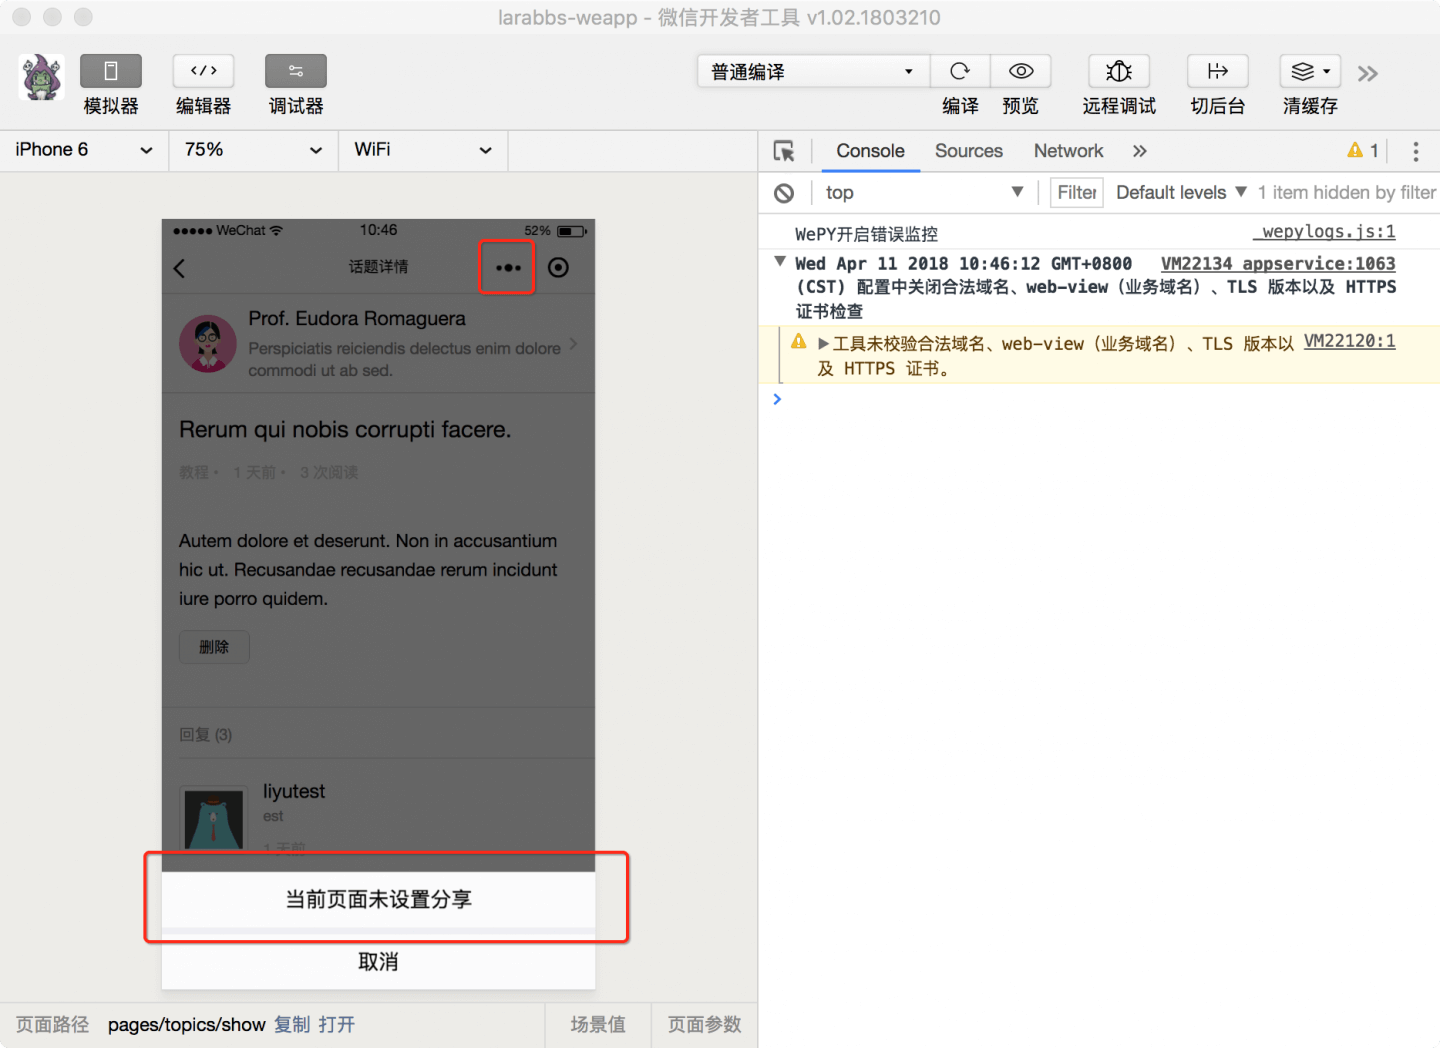 larabbs-weapp - 微信开发者工具 v1.02.1803210
模拟器
编辑器
调试器
普通编译
编译
预览
远程调试
切后台
清缓存
iPhone 6
75%
WiFi
Console
Sources
Network
1
top
Filter
Default levels
1 item hidden by filter
WePY开启错误监控
_wepylogs.js:1
Wed Apr 11 2018 10:46:12 GMT+0800
VM22134 appservice:1063
(CST) 配置中关闭合法域名、web-view（业务域名）、TLS 版本以及 HTTPS
证书检查
工具未校验合法域名、web-view（业务域名）、TLS 版本以
VM22120:1
及 HTTPS 证书。
WeChat
10:46
52%
话题详情
Prof. Eudora Romaguera
Perspiciatis reiciendis delectus enim dolore
commodi ut ab sed.
Rerum qui nobis corrupti facere.
教程 • 1 天前 • 3 次阅读
Autem dolore et deserunt. Non in accusantium
hic ut. Recusandae recusandae rerum incidunt
iure porro quidem.
删除
回复 (3)
liyutest
est
1 天前
当前页面未设置分享
取消
页面路径
pages/topics/show
复制
打开
场景值
页面参数